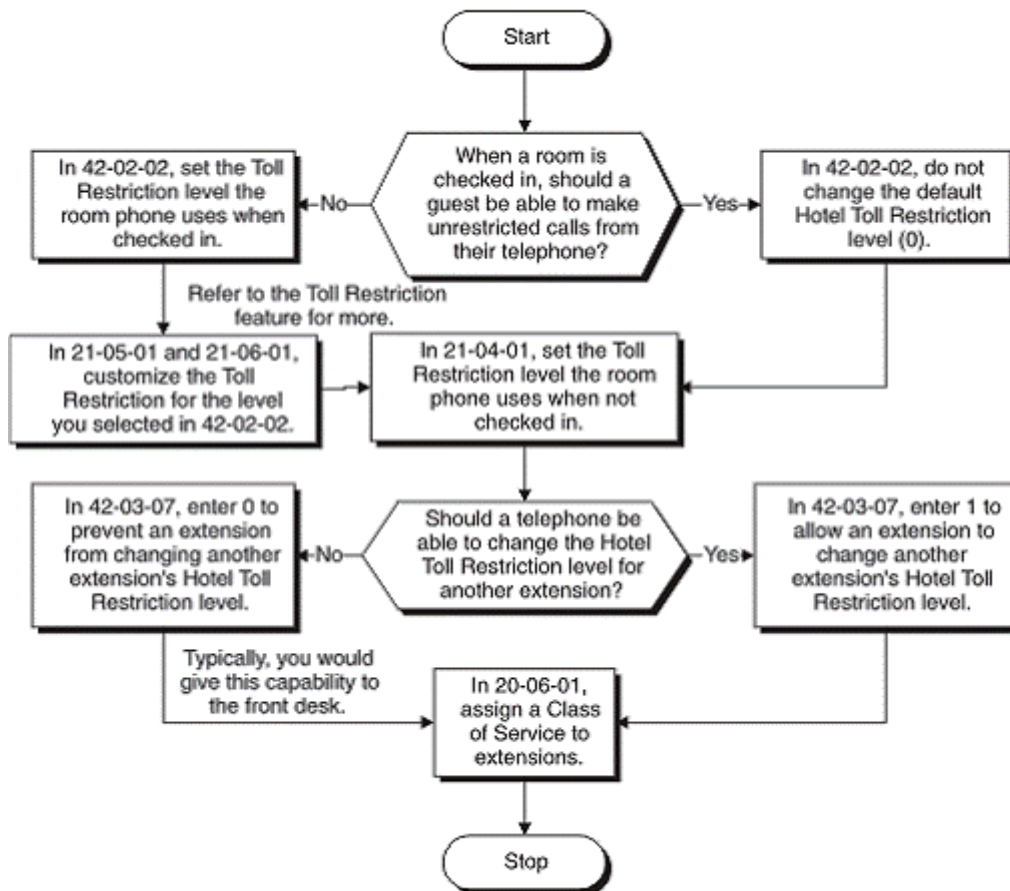 Start
When a room is
checked in, should a
guest be able to make
unrestricted calls from
their telephone?
No
Yes
In 42-02-02, set the Toll
Restriction level the
room phone uses when
checked in.
In 42-02-02, do not
change the default
Hotel Toll Restriction
level (0).
Refer to the Toll Restriction
feature for more.
In 21-05-01 and 21-06-01,
customize the Toll
Restriction for the level
you selected in 42-02-02.
In 21-04-01, set the Toll
Restriction level the room
phone uses when not
checked in.
Should a telephone be
able to change the Hotel
Toll Restriction level for
another extension?
No
Yes
In 42-03-07, enter 0 to
prevent an extension
from changing another
extension's Hotel Toll
Restriction level.
In 42-03-07, enter 1 to
allow an extension to
change another
extension's Hotel Toll
Restriction level.
Typically, you would
give this capability to
the front desk.
In 20-06-01,
assign a Class
of Service to
extensions.
Stop